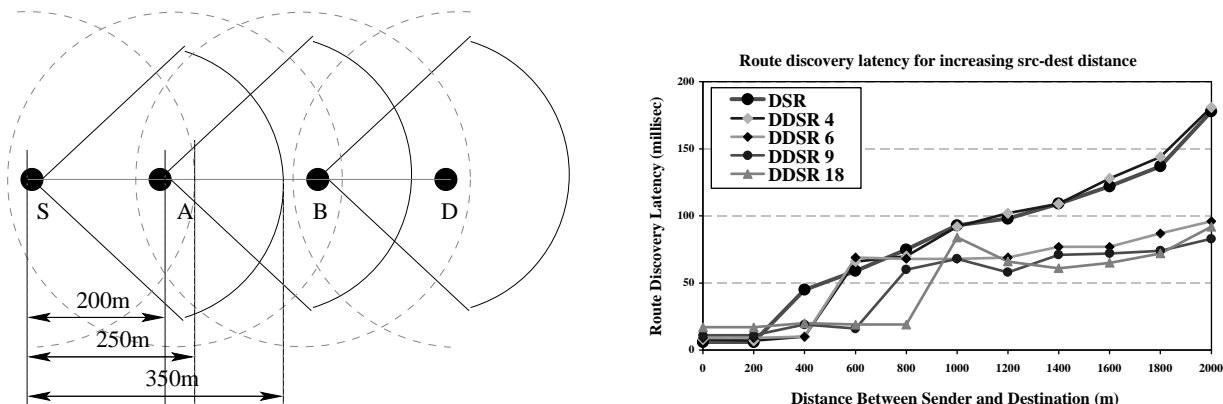 S
A
B
D
200m
250m
350m
Route discovery latency for increasing src-dest distance
Route Discovery Latency (millisec)
200
150
100
50
0
DSR
DDSR 4
DDSR 6
DDSR 9
DDSR 18
0 200 400 600 800 1000 1200 1400 1600 1800 2000
Distance Between Sender and Destination (m)